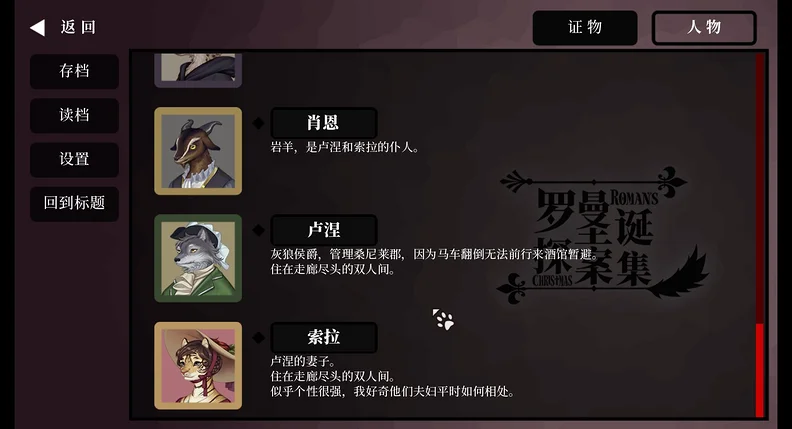 返回
证物
人物
存档
读档
设置
回到标题
肖恩
岩羊，是卢涅和索拉的仆人。
卢涅
灰狼侯爵，管理桑尼莱郡，因为马车翻倒无法前行来酒馆暂避。
住在走廊尽头的双人间。
索拉
卢涅的妻子。
住在走廊尽头的双人间。
似乎个性很强，我好奇他们夫妇平时如何相处。
罗曼圣诞
ROMAN'S
探案集
CHRISTMAS